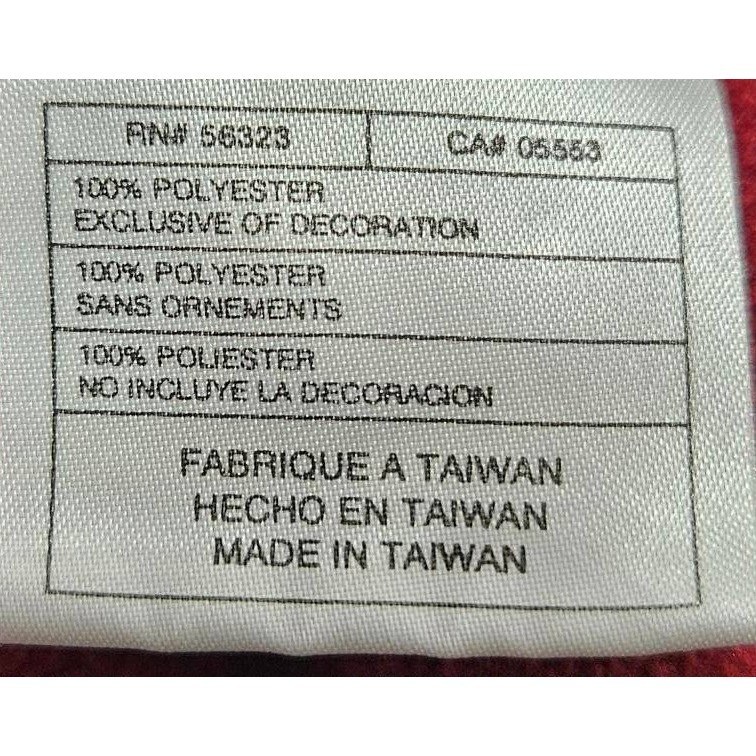 RN# 56323
CA# 05553
100% POLYESTER
EXCLUSIVE OF DECORATION
100% POLYESTER
SANS ORNEMENTS
100% POLIESTER
NO INCLUYE LA DECORACION
FABRIQUE A TAIWAN
HECHO EN TAIWAN
MADE IN TAIWAN